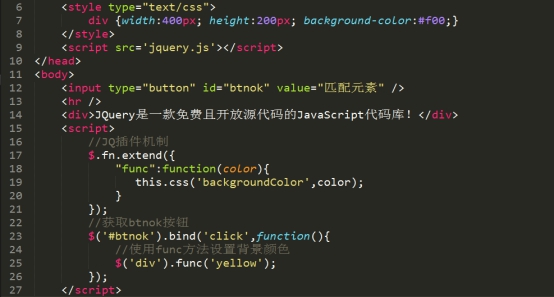 6 <style type="text/css">
7 div {width:400px; height:200px; background-color:#f00;}
8 </style>
9 <script src='jquery.js'></script>
10 </head>
11 <body>
12 <input type="button" id="btnok" value="匹配元素" />
13 <hr />
14 <div>JQuery是一款免费且开放源代码的JavaScript代码库！</div>
15 <script>
16 //JQ插件机制
17 $.fn.extend({
18 "func":function(color){
19 this.css('backgroundColor',color);
20 }
21 });
22 //获取btnok按钮
23 $('#btnok').bind('click',function(){
24 //使用func方法设置背景颜色
25 $('div').func('yellow');
26 });
27 </script>